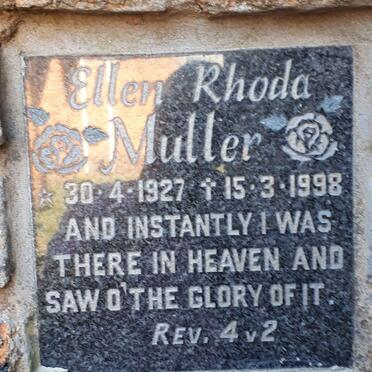 Ellen Rhoda
Muller
☆ 30·4·1927 † 15·3·1998
AND INSTANTLY I WAS
THERE IN HEAVEN AND
SAW O'THE GLORY OF IT.
REV. 4 v 2